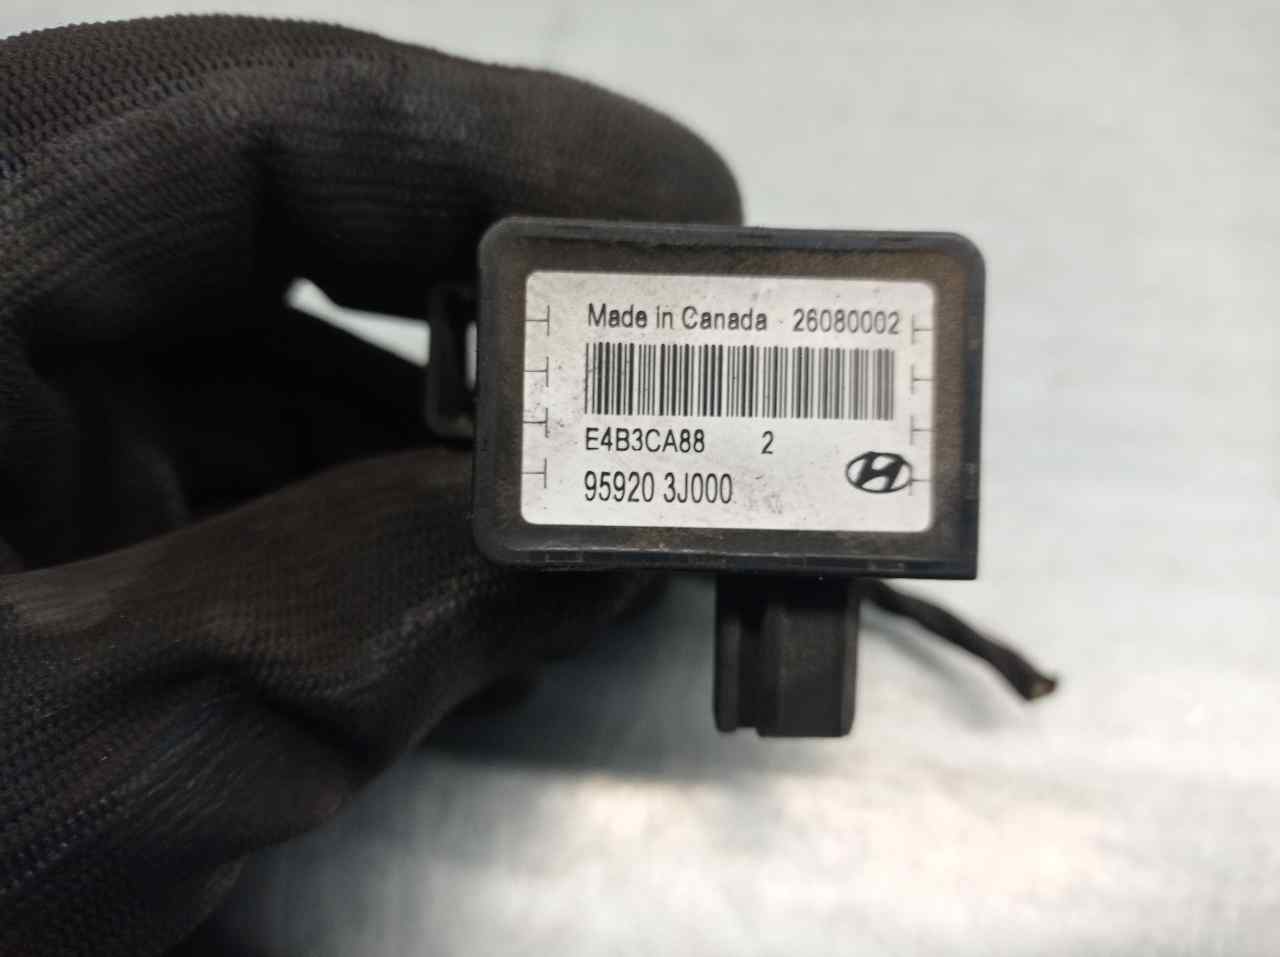 Made in Canada - 26080002
E4B3CA88 2
95920 3J000